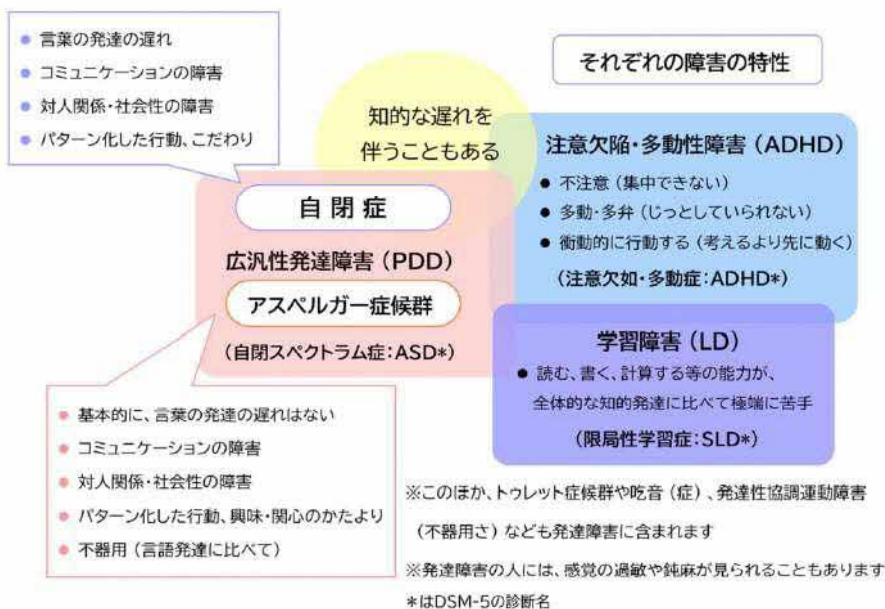 ● 言葉の発達の遅れ
● コミュニケーションの障害
● 対人関係・社会性の障害
● パターン化した行動、こだわり
それぞれの障害の特性
知的な遅れを
伴うこともある
自閉症
広汎性発達障害（PDD）
アスペルガー症候群
（自閉スペクトラム症：ASD*）
注意欠陥・多動性障害（ADHD）
● 不注意（集中できない）
● 多動・多弁（じっとしていられない）
● 衝動的に行動する（考えるより先に動く）
（注意欠如・多動症：ADHD*）
学習障害（LD）
● 読む、書く、計算する等の能力が、
全体的な知的発達に比べて極端に苦手
（限局性学習症：SLD*）
● 基本的に、言葉の発達の遅れはない
● コミュニケーションの障害
● 対人関係・社会性の障害
● パターン化した行動、興味・関心のかたより
● 不器用（言語発達に比べて）
※このほか、トゥレット症候群や吃音（症）、発達性協調運動障害
（不器用さ）なども発達障害に含まれます
※発達障害の人には、感覚の過敏や鈍麻が見られることもあります
*はDSM-5の診断名